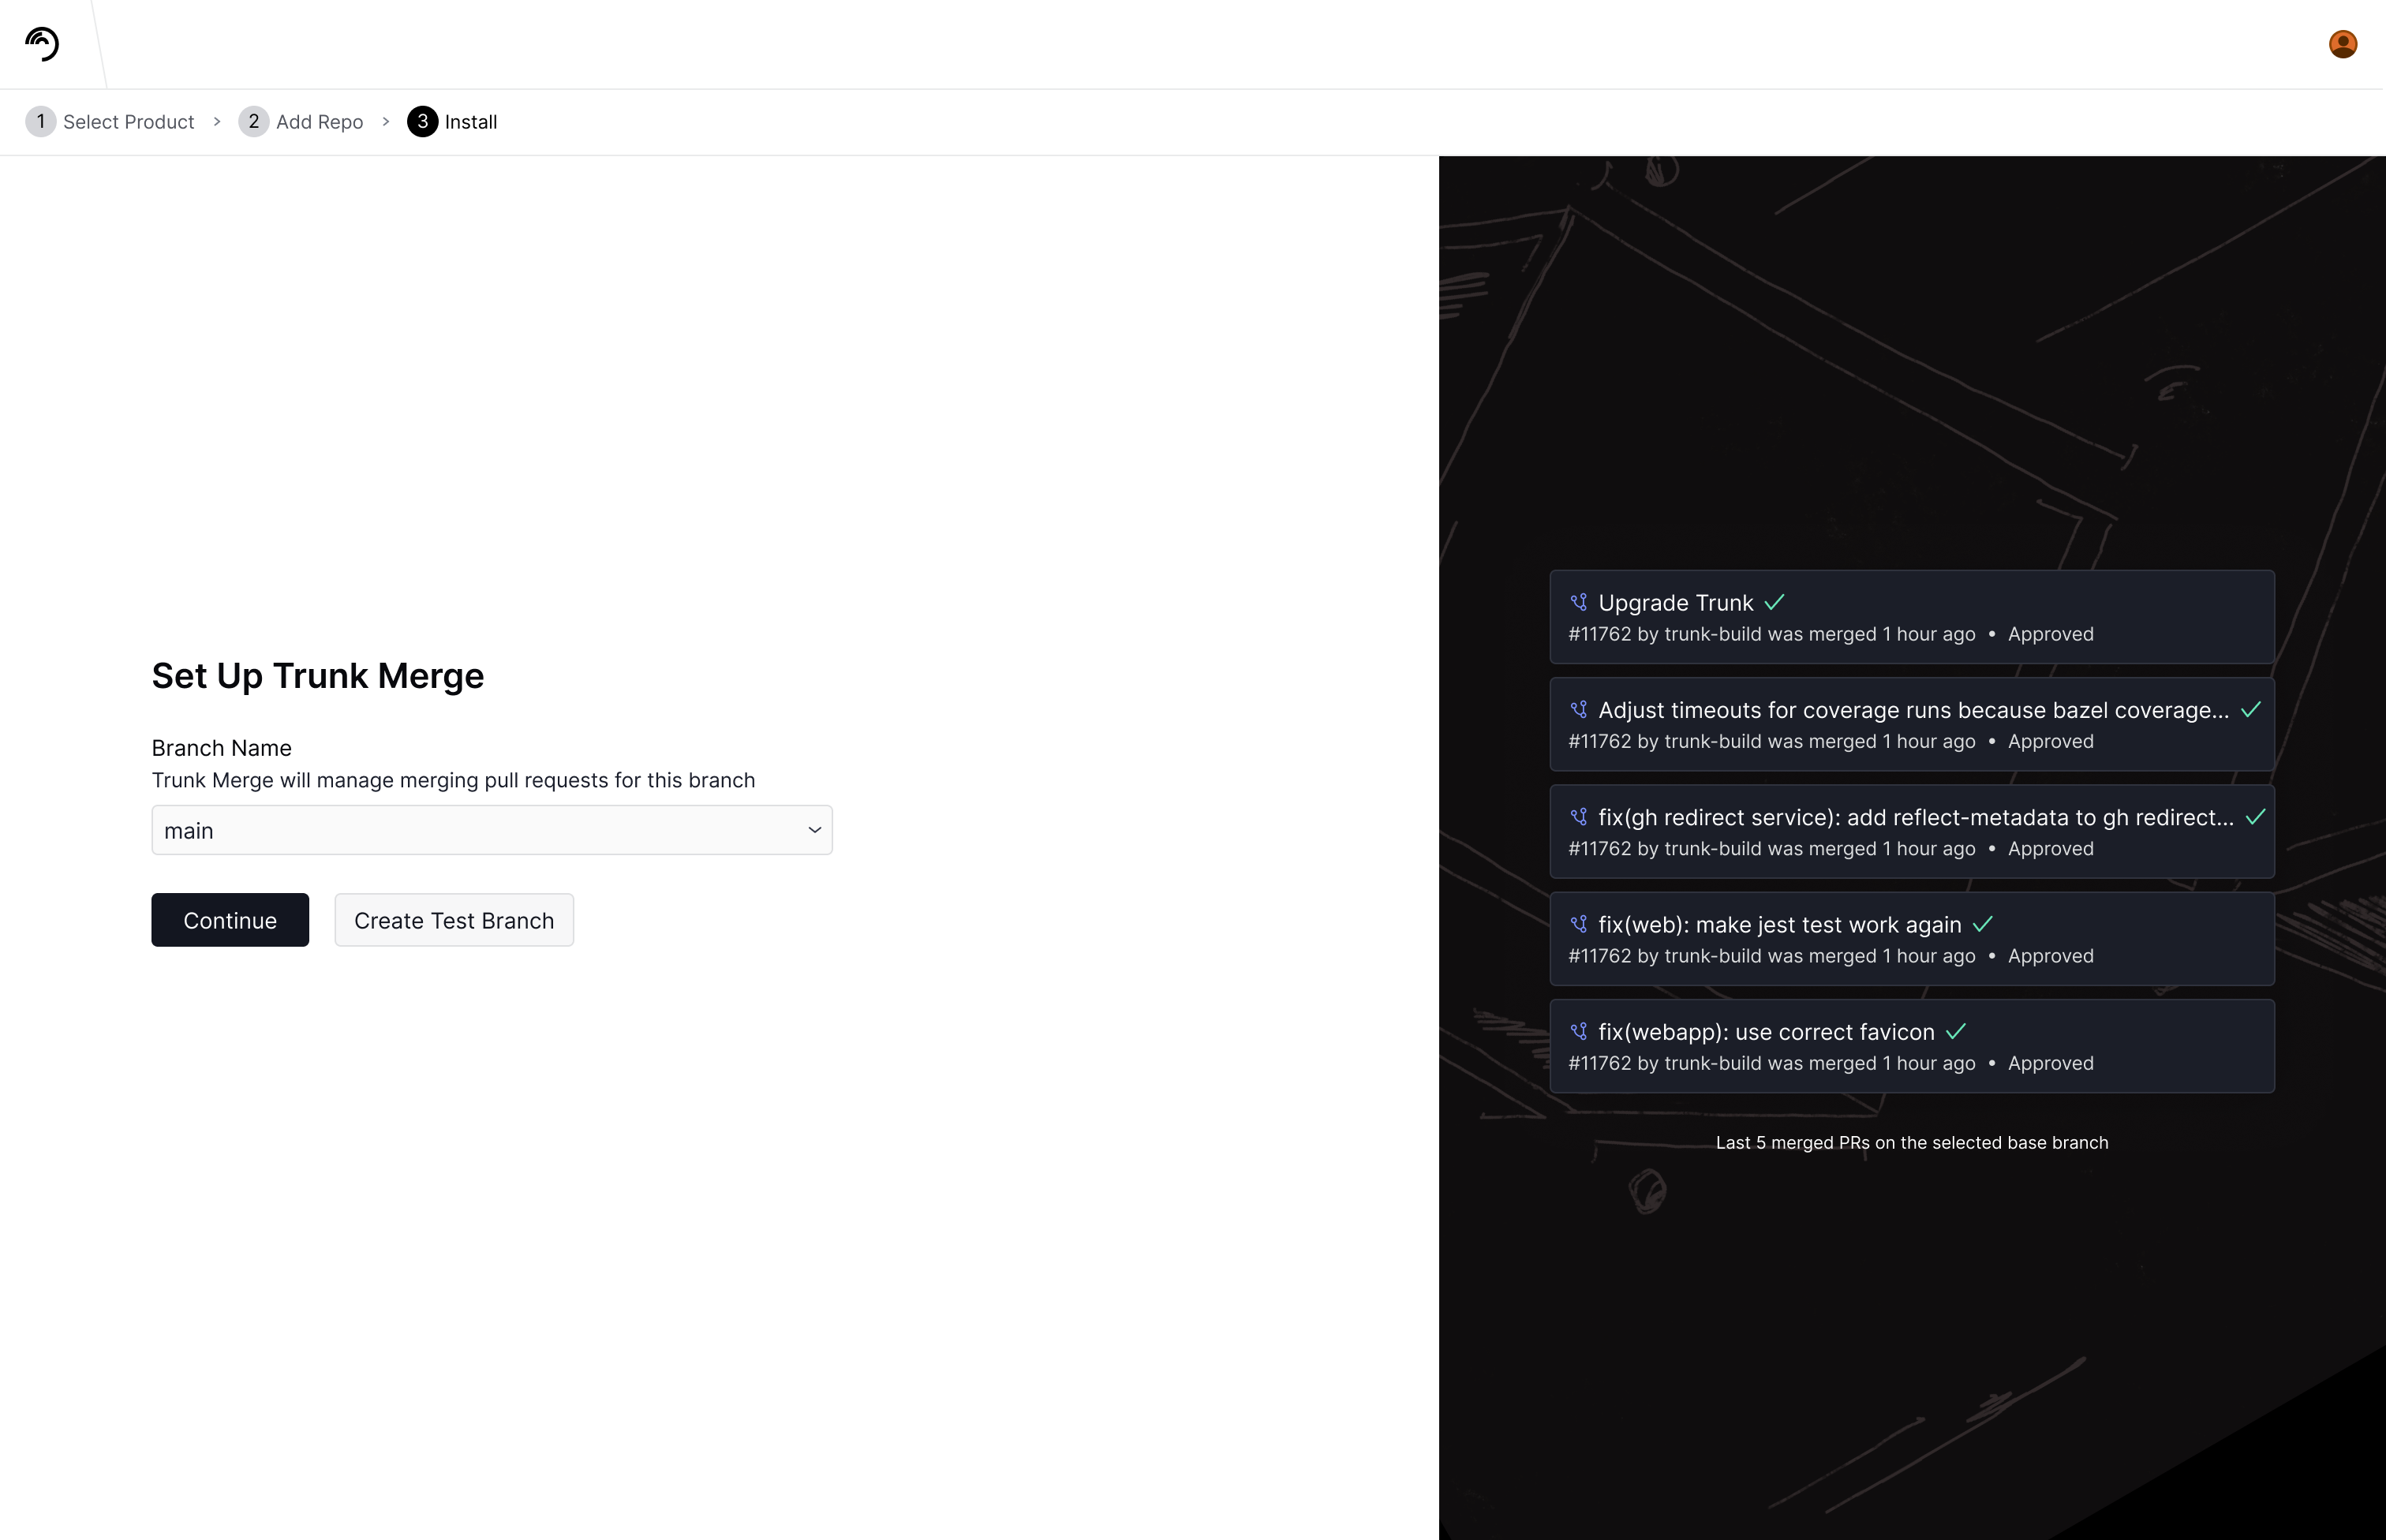 1 Select Product > 2 Add Repo > 3 Install
Set Up Trunk Merge
Branch Name
Trunk Merge will manage merging pull requests for this branch
main
Continue
Create Test Branch
Upgrade Trunk
#11762 by trunk-build was merged 1 hour ago • Approved
Adjust timeouts for coverage runs because bazel coverage...
#11762 by trunk-build was merged 1 hour ago • Approved
fix(gh redirect service): add reflect-metadata to gh redirect...
#11762 by trunk-build was merged 1 hour ago • Approved
fix(web): make jest test work again
#11762 by trunk-build was merged 1 hour ago • Approved
fix(webapp): use correct favicon
#11762 by trunk-build was merged 1 hour ago • Approved
Last 5 merged PRs on the selected base branch